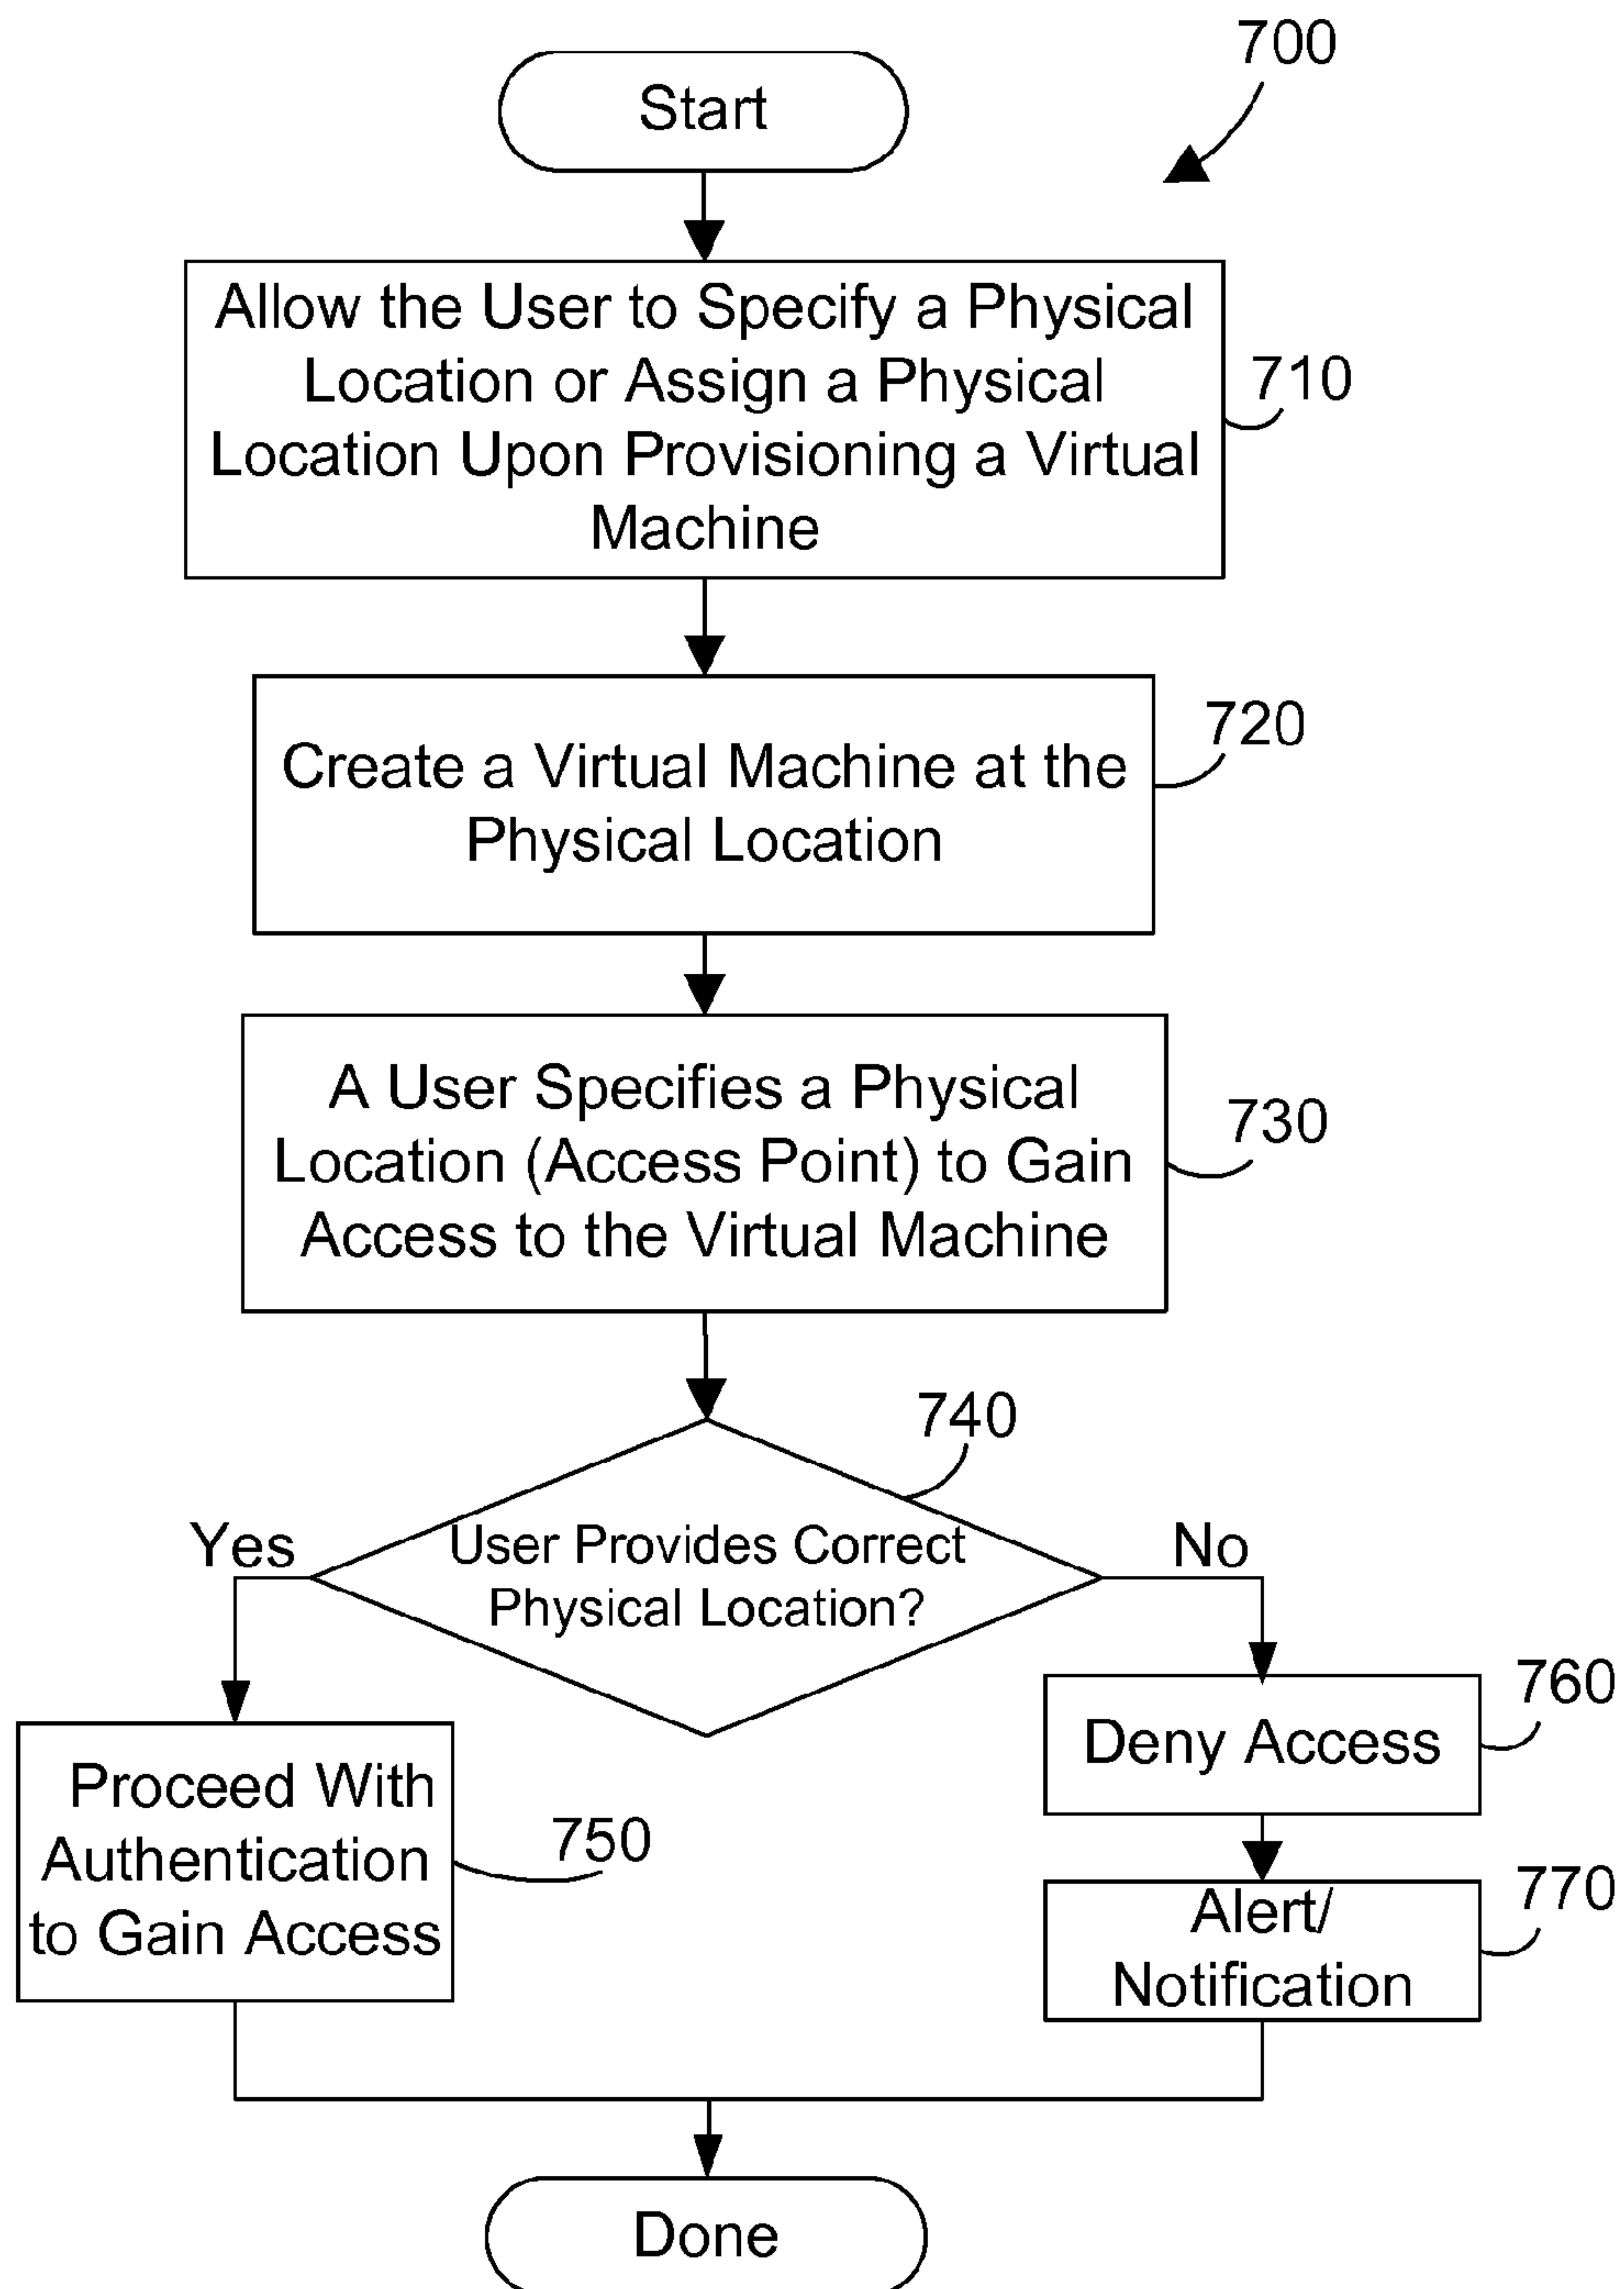 700
Start
Allow the User to Specify a Physical
Location or Assign a Physical
Location Upon Provisioning a Virtual
Machine
710
Create a Virtual Machine at the
Physical Location
720
A User Specifies a Physical
Location (Access Point) to Gain
Access to the Virtual Machine
730
740
User Provides Correct
Physical Location?
Yes
No
Proceed With
Authentication
to Gain Access
750
Deny Access
760
Alert/
Notification
770
Done